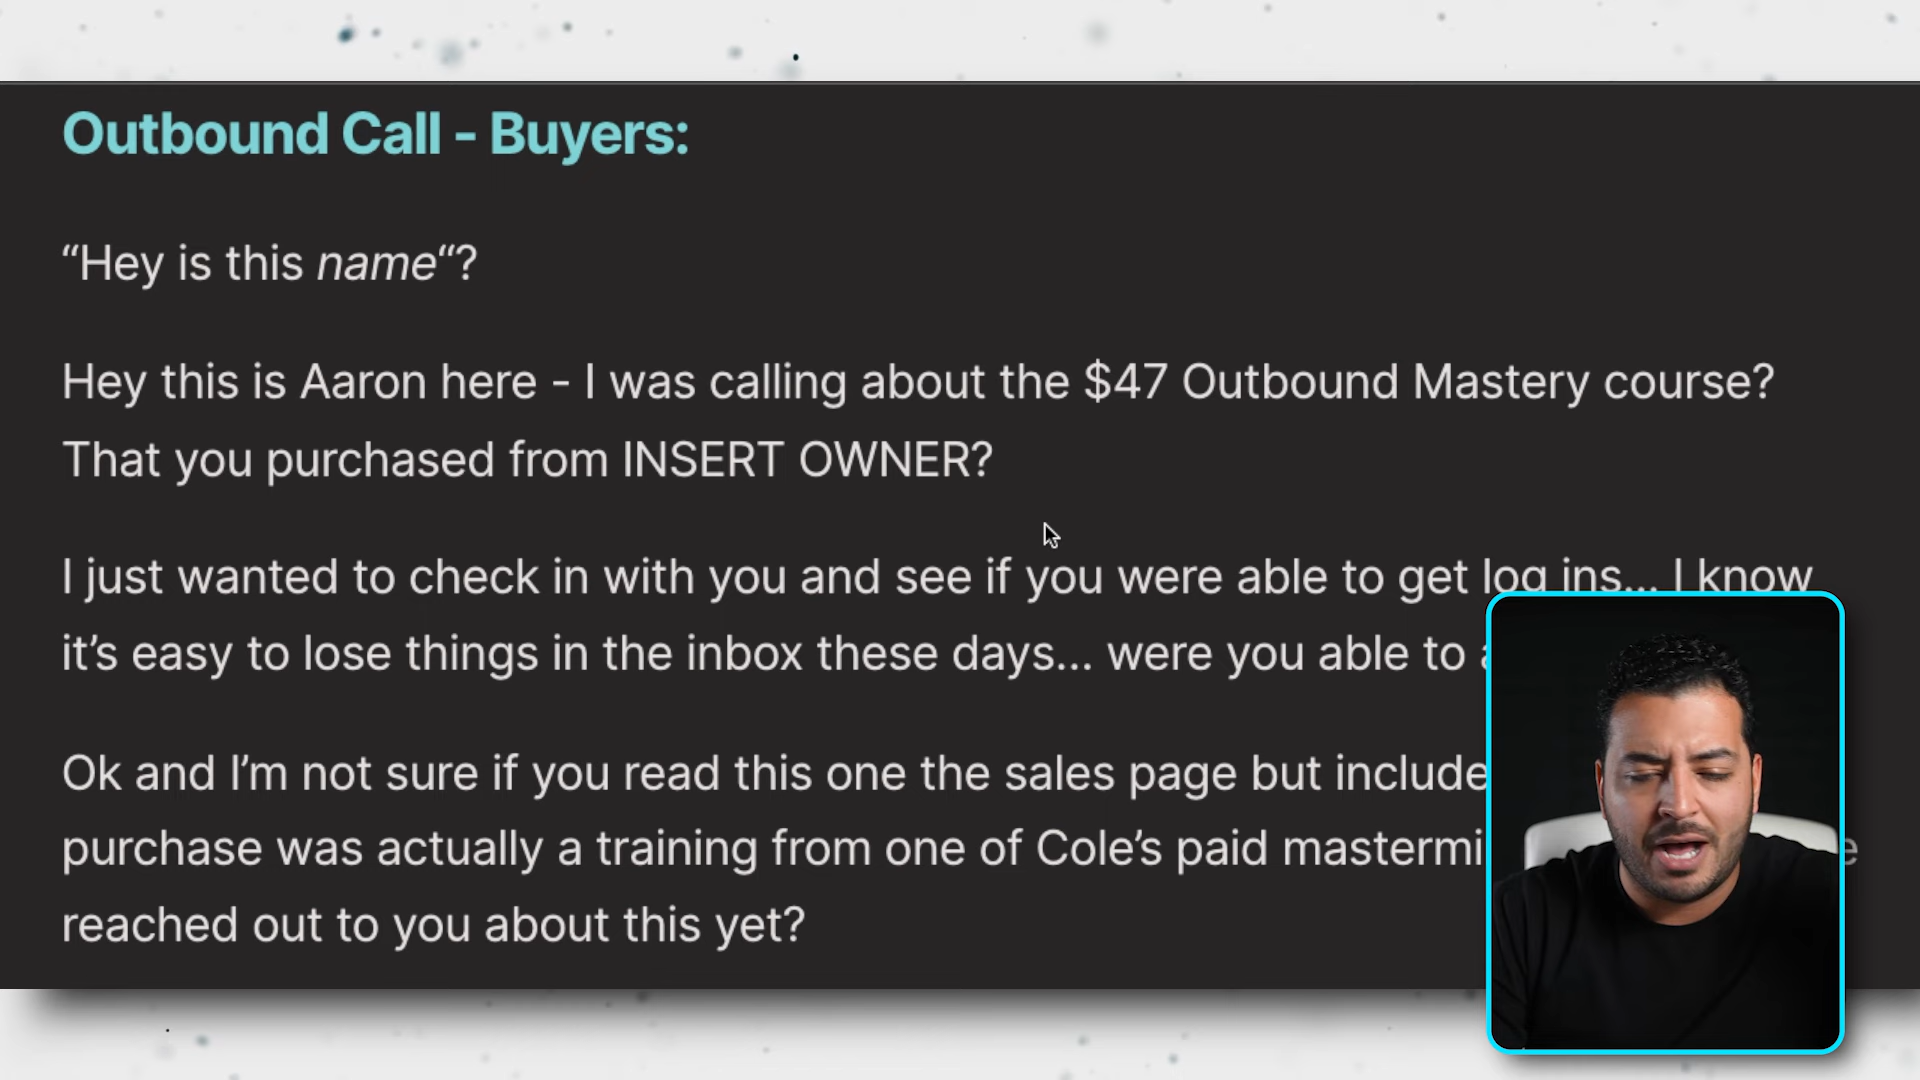 Outbound Call - Buyers:
“Hey is this name“?
Hey this is Aaron here - I was calling about the $47 Outbound Mastery course?
That you purchased from INSERT OWNER?
I just wanted to check in with you and see if you were able to get log ins... I know
it’s easy to lose things in the inbox these days... were you able to
Ok and I’m not sure if you read this one the sales page but
purchase was actually a training from one of Cole’s paid
reached out to you about this yet?